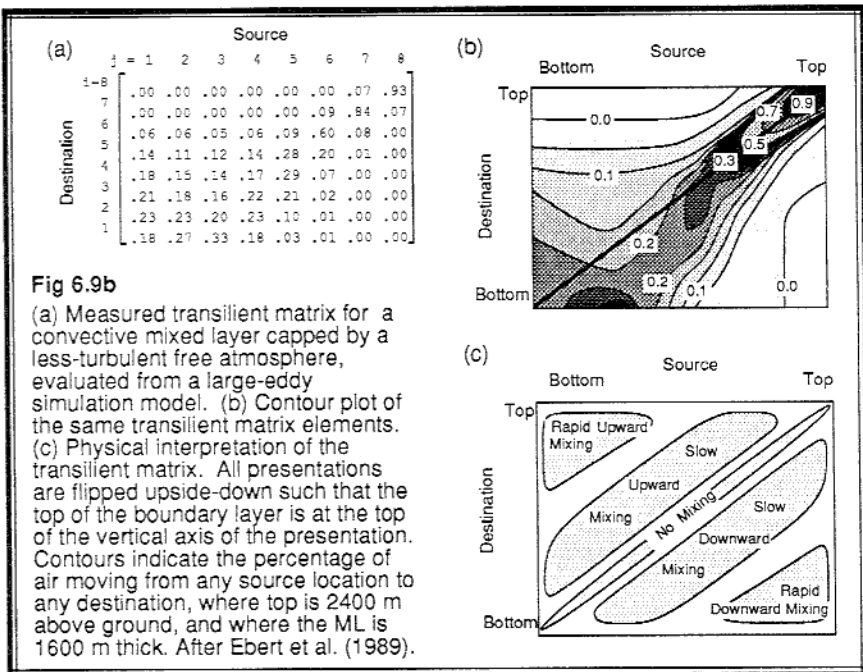 (a)
Source
j = 1 2 3 4 5 6 7 8
i=8 .00 .00 .00 .00 .00 .00 .07 .93
7 .00 .00 .00 .00 .00 .09 .84 .07
6 .06 .06 .05 .06 .09 .60 .08 .00
5 .14 .11 .12 .14 .28 .20 .01 .00
4 .18 .15 .14 .17 .29 .07 .00 .00
3 .21 .18 .16 .22 .21 .02 .00 .00
2 .23 .23 .20 .23 .10 .01 .00 .00
1 .18 .27 .33 .18 .03 .01 .00 .00
Destination
Fig 6.9b
(a) Measured transilient matrix for a
convective mixed layer capped by a
less-turbulent free atmosphere,
evaluated from a large-eddy
simulation model. (b) Contour plot of
the same transilient matrix elements.
(c) Physical interpretation of the
transilient matrix. All presentations
are flipped upside-down such that the
top of the boundary layer is at the top
of the vertical axis of the presentation.
Contours indicate the percentage of
air moving from any source location to
any destination, where top is 2400 m
above ground, and where the ML is
1600 m thick. After Ebert et al. (1989).
(b)
Source
Bottom Top
Top
0.0
0.7
0.9
0.5
0.3
0.1
Destination
0.2
0.2
0.1
0.0
Bottom
(c)
Source
Bottom Top
Top
Rapid Upward
Mixing
Slow
Upward
Mixing
No Mixing
Slow
Downward
Mixing
Rapid
Downward Mixing
Destination
Bottom